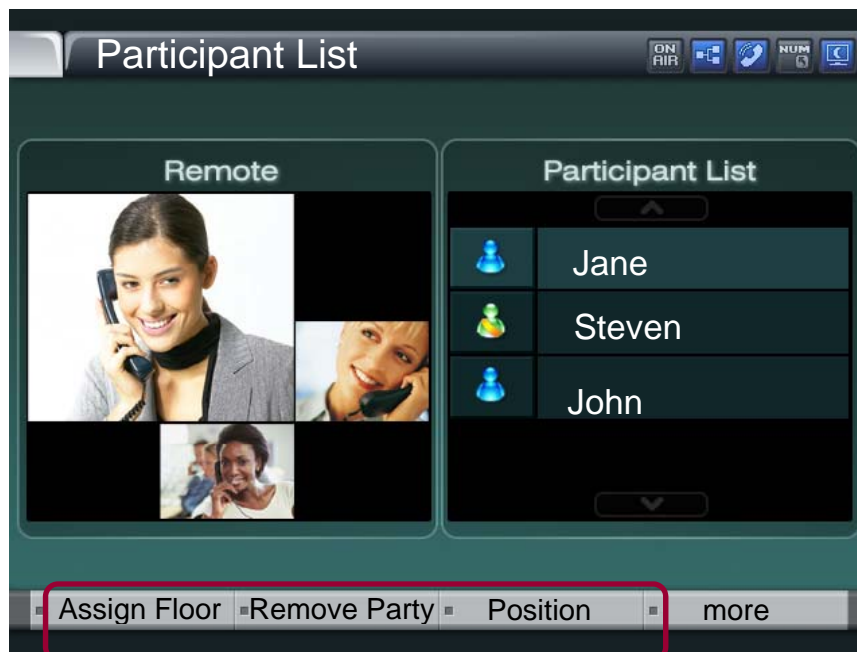 Participant List
ON AIR
NUM
Remote
Participant List
Jane
Steven
John
Assign Floor
Remove Party
Position
more